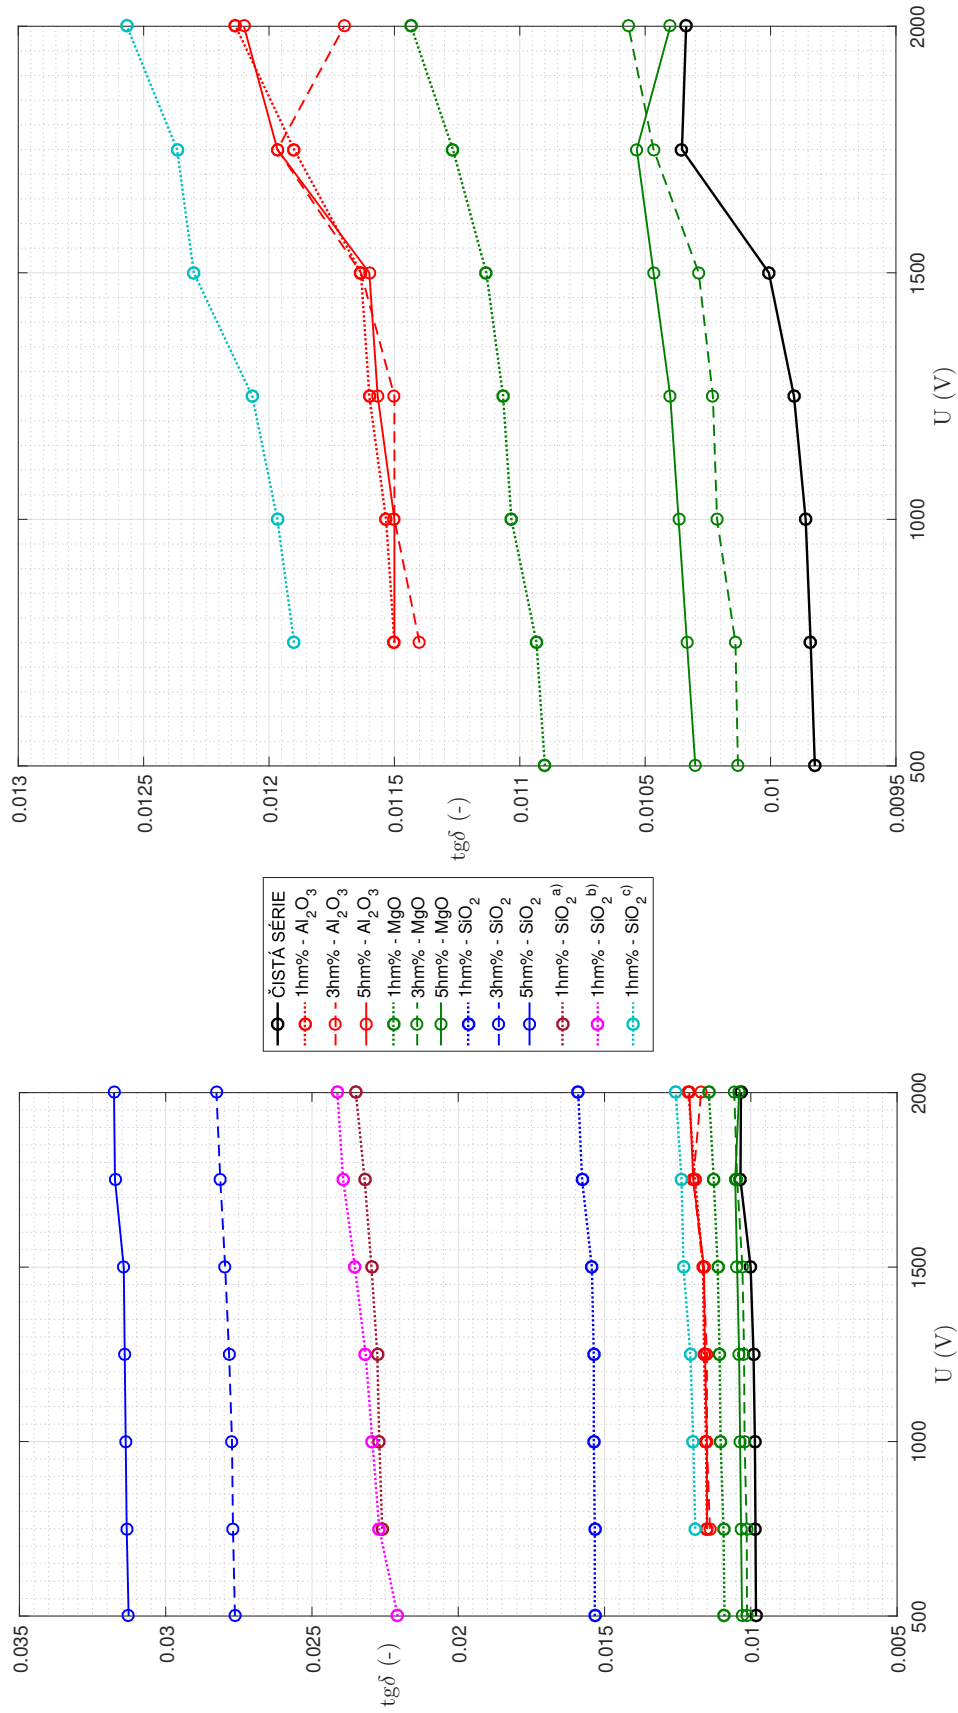 0.035
0.03
0.025
0.02
0.015
0.01
0.005
tgδ (-)
500
1000
1500
2000
U (V)
ČISTÁ SÉRIE
1hm% - Al₂O₃
3hm% - Al₂O₃
5hm% - Al₂O₃
1hm% - MgO
3hm% - MgO
5hm% - MgO
1hm% - SiO₂
3hm% - SiO₂
5hm% - SiO₂
1hm% - SiO₂ a)
1hm% - SiO₂ b)
1hm% - SiO₂ c)
0.013
0.0125
0.012
0.0115
0.011
0.0105
0.01
0.0095
tgδ (-)
500
1000
1500
2000
U (V)